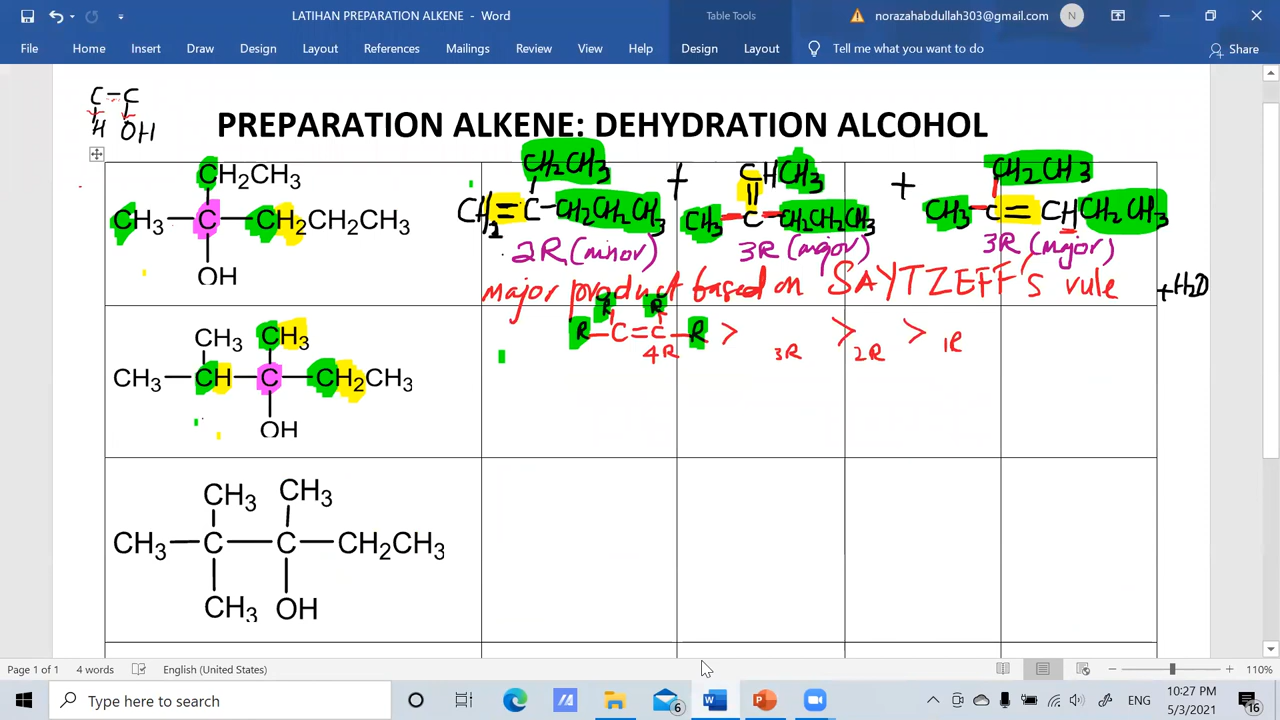 LATIHAN PREPARATION ALKENE - Word
Table Tools
norazahabdullah303@gmail.com
N
File Home Insert Draw Design Layout References Mailings Review View Help Design Layout Tell me what you want to do Share
C=C
H OH
PREPARATION ALKENE: DEHYDRATION ALCOHOL
CH2CH3
CH3 C CH2CH2CH3
OH
CH2CH3
CH2=C-CH2CH2CH3
2R (minor)
+
CHCH3
CH3-C-CH2CH2CH3
3R (major)
+
CH2CH3
CH3-C=CHCH2CH3
3R (major)
+H2O
major product based on SAYTZEFF's rule
R R
R-C=C-R > > >
4R 3R 2R 1R
CH3 CH3
CH3 CH C CH2CH3
OH
CH3 CH3
CH3 C C CH2CH3
CH3 OH
Page 1 of 1 4 words English (United States) 110%
Type here to search
6
ENG
10:27 PM
5/3/2021
16